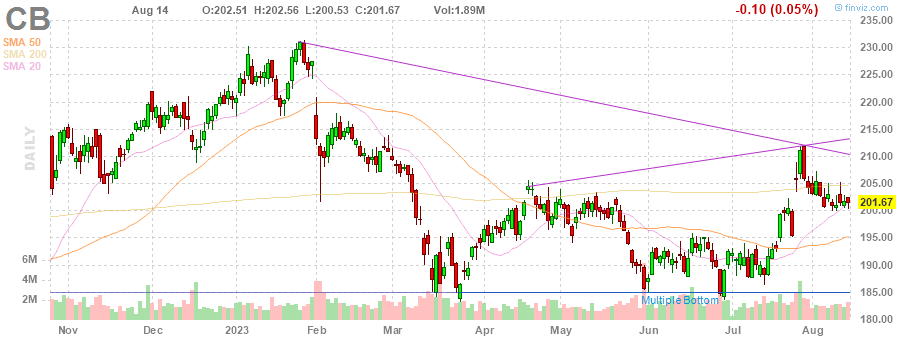 CB Aug 14 O:202.51 H:202.56 L:200.53 C:201.67 Vol:1.89M -0.10 (0.05%)
© finviz.com
SMA 50
SMA 200
SMA 20
DAILY
235.00
230.00
225.00
220.00
215.00
210.00
205.00
201.67
200.00
195.00
190.00
185.00
180.00
6M
4M
2M
Multiple Bottom
Nov Dec 2023 Feb Mar Apr May Jun Jul Aug